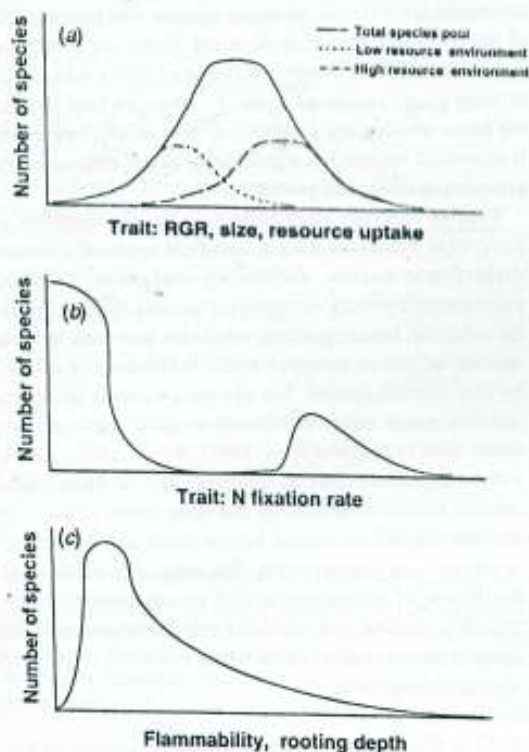 (a)
Total species pool
Low resource environment
High resource environment
Number of species
Trait: RGR, size, resource uptake
(b)
Number of species
Trait: N fixation rate
(c)
Number of species
Flammability, rooting depth